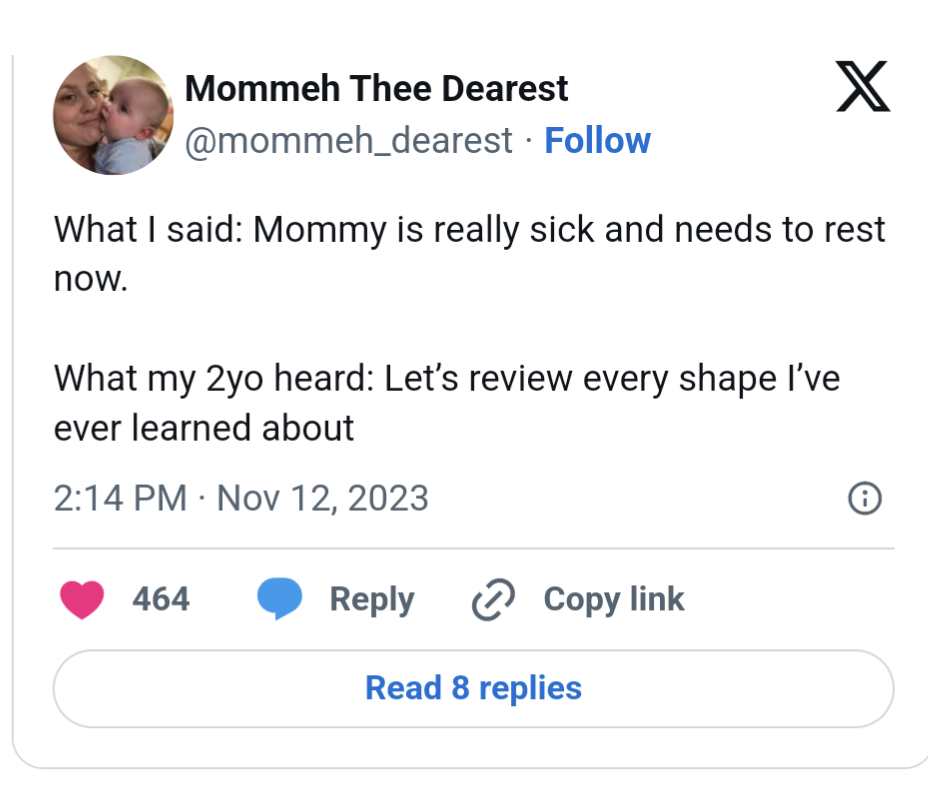 Mommeh Thee Dearest
@mommeh_dearest · Follow
What I said: Mommy is really sick and needs to rest
now.
What my 2yo heard: Let’s review every shape I’ve
ever learned about
2:14 PM · Nov 12, 2023
464 Reply Copy link
Read 8 replies